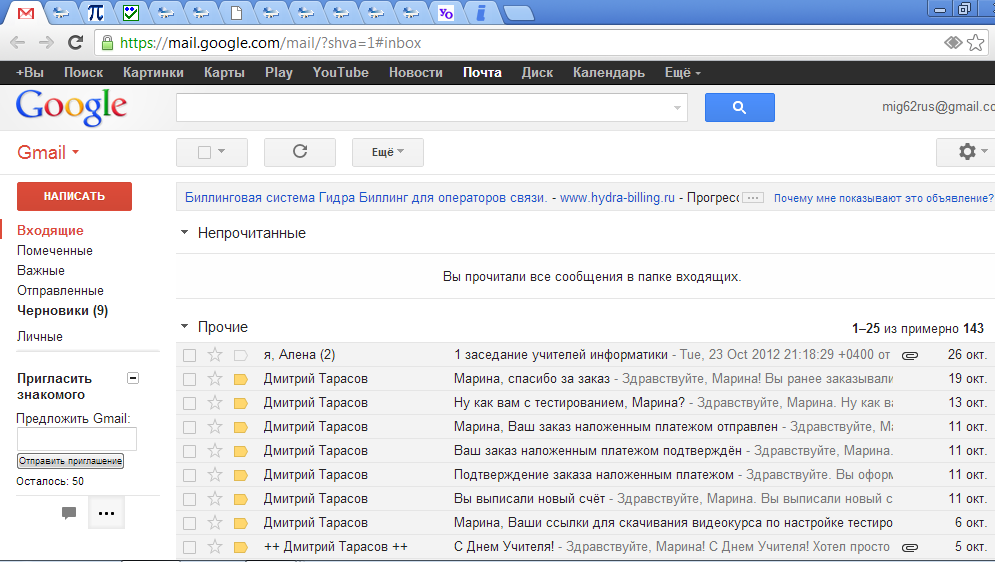 УО
https://mail.google.com/mail/?shva=1#inbox
+Вы Поиск Картинки Карты Play YouTube Новости Почта Диск Календарь Ещё
Google mig62rus@gmail.co
Gmail Ещё
НАПИСАТЬ
Биллинговая система Гидра Биллинг для операторов связи. - www.hydra-billing.ru - Прогресс ... Почему мне показывают это объявление?
Входящие
Помеченные
Важные
Отправленные
Черновики (9)
Личные
Пригласить
знакомого
Предложить Gmail:
Отправить приглашение
Осталось: 50
Непрочитанные
Вы прочитали все сообщения в папке входящих.
Прочие 1–25 из примерно 143
я, Алена (2) 1 заседание учителей информатики - Tue, 23 Oct 2012 21:18:29 +0400 от 26 окт.
Дмитрий Тарасов Марина, спасибо за заказ - Здравствуйте, Марина! Вы ранее заказывали 19 окт.
Дмитрий Тарасов Ну как вам с тестированием, Марина? - Здравствуйте, Марина. Ну как ва 13 окт.
Дмитрий Тарасов Марина, Ваш заказ наложенным платежом отправлен - Здравствуйте, Ма 11 окт.
Дмитрий Тарасов Ваш заказ наложенным платежом подтверждён - Здравствуйте, Марина. 11 окт.
Дмитрий Тарасов Подтверждение заказа наложенным платежом - Здравствуйте. Вы оформ 11 окт.
Дмитрий Тарасов Вы выписали новый счёт - Здравствуйте, Марина. Вы выписали новый с 11 окт.
Дмитрий Тарасов Марина, Ваши ссылки для скачивания видеокурса по настройке тестиро 6 окт.
++ Дмитрий Тарасов ++ С Днем Учителя! - Здравствуйте, Марина! С Днем Учителя! Хотел просто 5 окт.